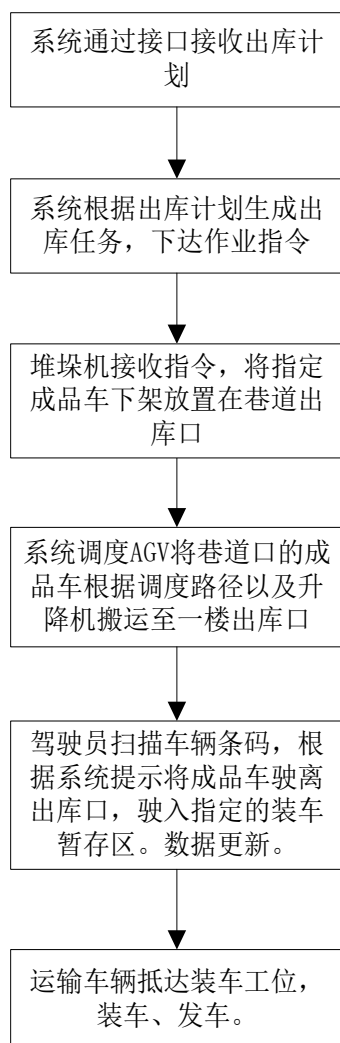 系统通过接口接收出库计
划
系统根据出库计划生成出
库任务，下达作业指令
堆垛机接收指令，将指定
成品车下架放置在巷道出
库口
系统调度AGV将巷道口的成
品车根据调度路径以及升
降机搬运至一楼出库口
驾驶员扫描车辆条码，根
据系统提示将成品车驶离
出库口，驶入指定的装车
暂存区。数据更新。
运输车辆抵达装车工位，
装车、发车。